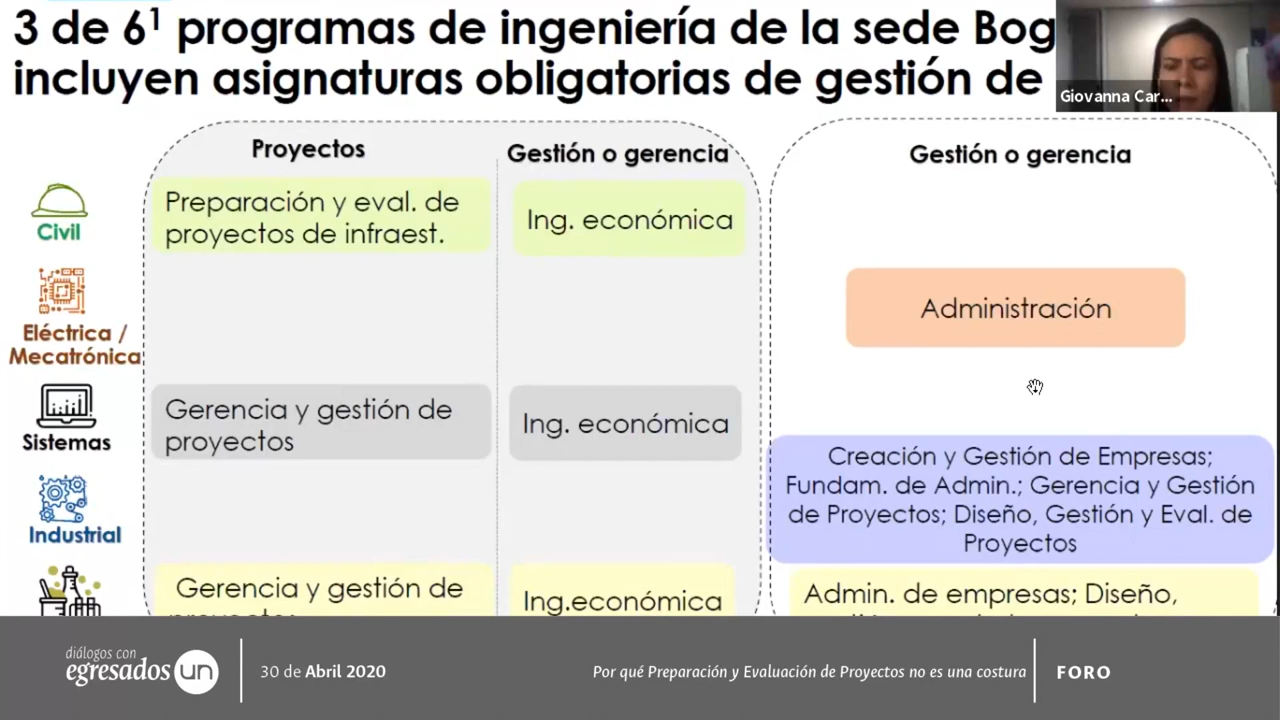 3 de 6¹ programas de ingeniería de la sede Bog
incluyen asignaturas obligatorias de gestión de
Giovanna Car...
Proyectos
Gestión o gerencia
Gestión o gerencia
Civil
Preparación y eval. de
proyectos de infraest.
Ing. económica
Eléctrica /
Mecatrónica
Administración
Sistemas
Gerencia y gestión de
proyectos
Ing. económica
Industrial
Creación y Gestión de Empresas;
Fundam. de Admin.; Gerencia y Gestión
de Proyectos; Diseño, Gestión y Eval. de
Proyectos
Gerencia y gestión de
Ing.económica
Admin. de empresas; Diseño,
diálogos con
egresados un
30 de Abril 2020
Por qué Preparación y Evaluación de Proyectos no es una costura
FORO